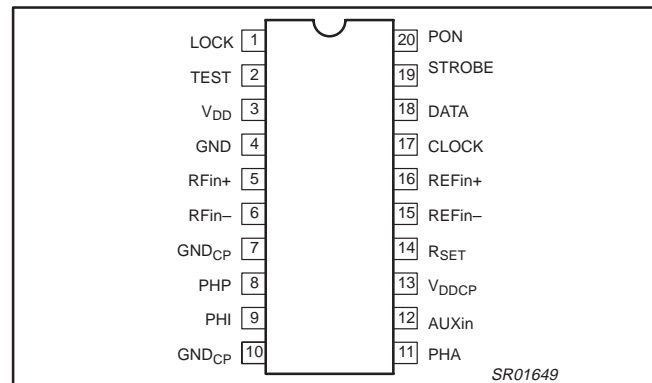 LOCK 1 20 PON
TEST 2 19 STROBE
VDD 3 18 DATA
GND 4 17 CLOCK
RFin+ 5 16 REFin+
RFin– 6 15 REFin–
GNDCP 7 14 RSET
PHP 8 13 VDDCP
PHI 9 12 AUXin
GNDCP 10 11 PHA
SR01649